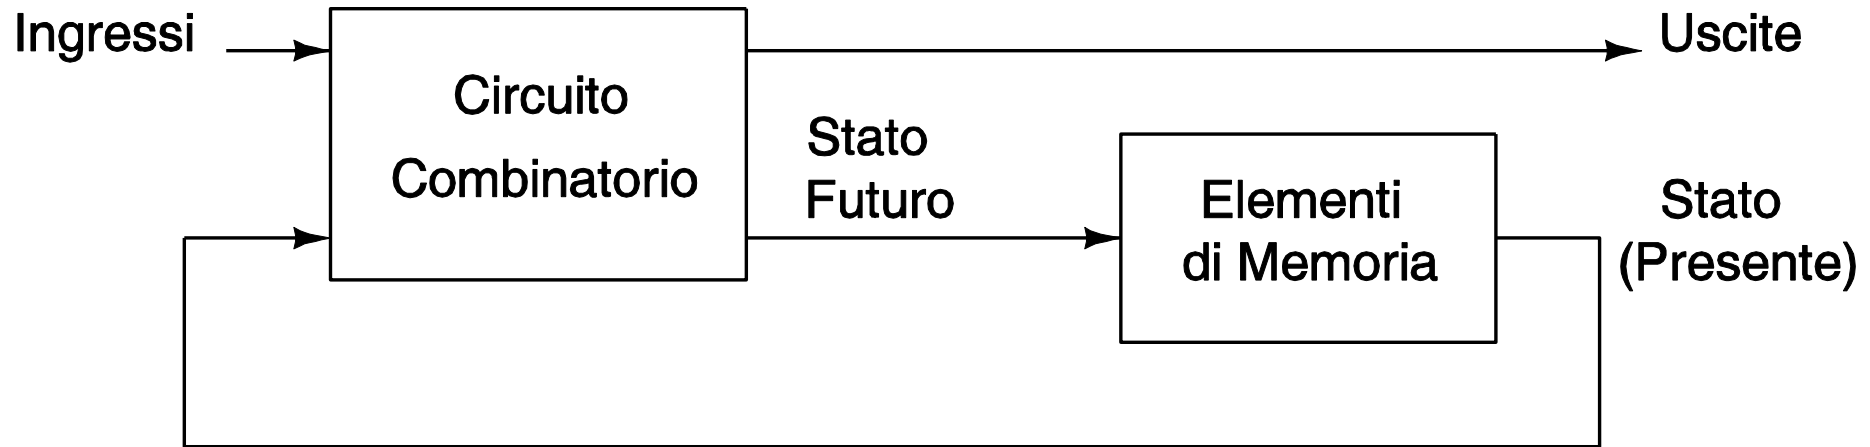 Ingressi
Uscite
Circuito
Combinatorio
Stato
Futuro
Elementi
di Memoria
Stato
(Presente)